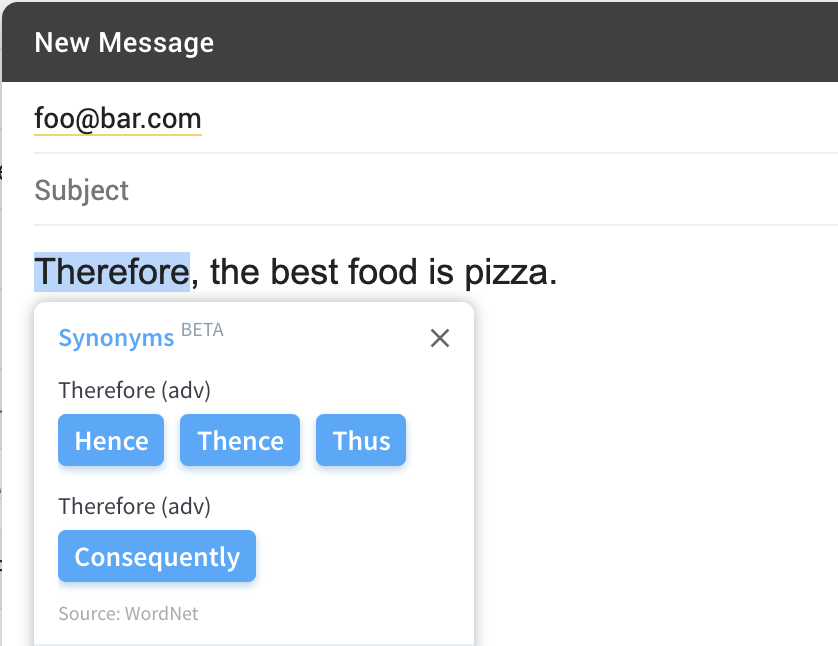 New Message
foo@bar.com
Subject
Therefore, the best food is pizza.
Synonyms BETA
Therefore (adv)
Hence Thence Thus
Therefore (adv)
Consequently
Source: WordNet